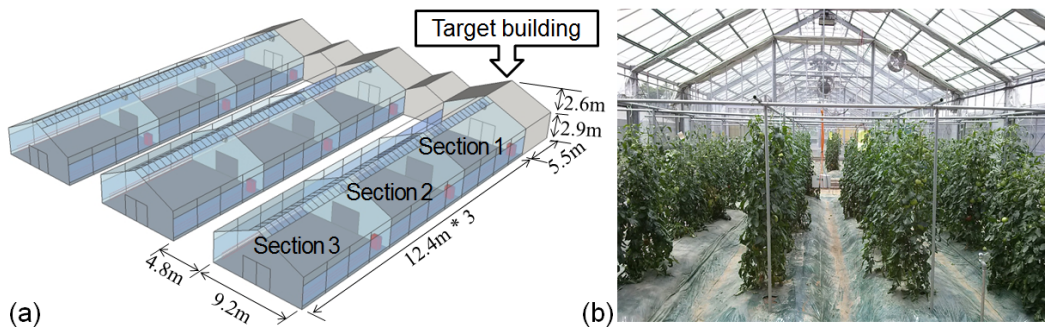 Target building
2.6m
2.9m
5.5m
Section 1
Section 2
Section 3
12.4m * 3
4.8m
9.2m
(a)
(b)